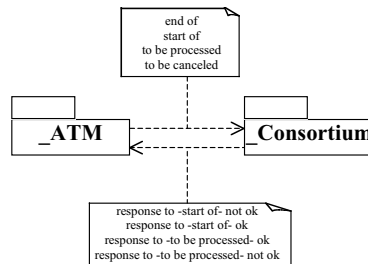 end of
start of
to be processed
to be canceled
_ATM
_Consortium
response to -start of- not ok
response to -start of- ok
response to -to be processed- ok
response to -to be processed- not ok